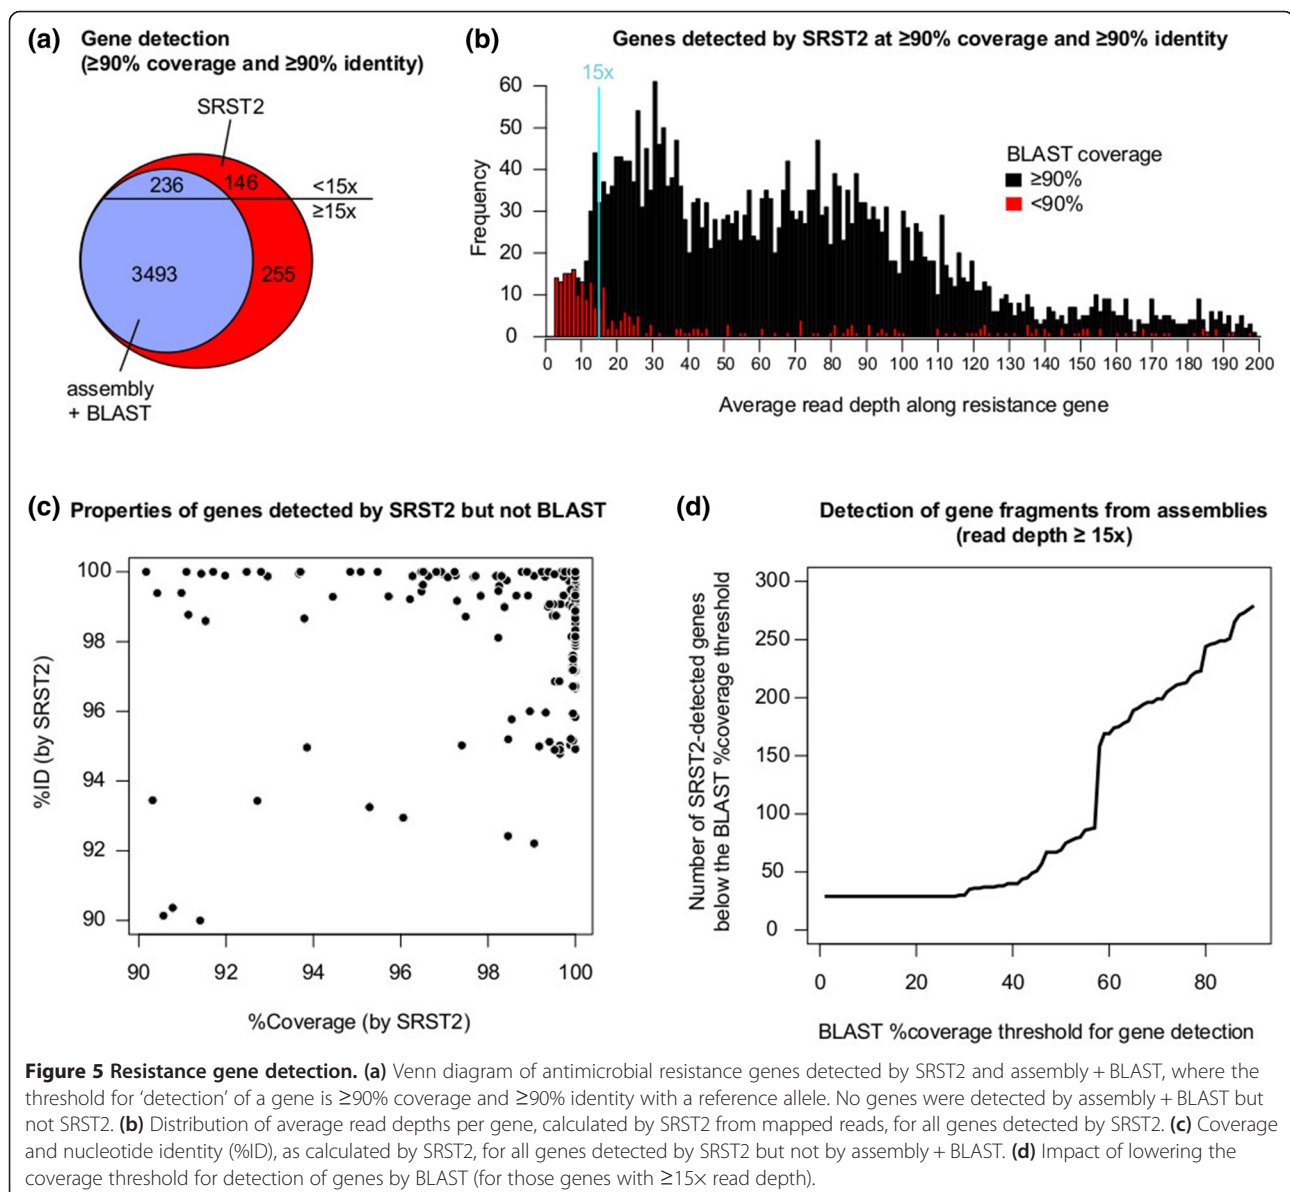 (a) Gene detection
(≥90% coverage and ≥90% identity)
SRST2
236 146 <15x
≥15x
3493 255
assembly
+ BLAST
(b) Genes detected by SRST2 at ≥90% coverage and ≥90% identity
15x
Frequency
60
50
40
30
20
10
0
BLAST coverage
≥90%
<90%
0 10 20 30 40 50 60 70 80 90 100 110 120 130 140 150 160 170 180 190 200
Average read depth along resistance gene
(c) Properties of genes detected by SRST2 but not BLAST
%ID (by SRST2)
100
98
96
94
92
90
90 92 94 96 98 100
%Coverage (by SRST2)
(d) Detection of gene fragments from assemblies
(read depth ≥ 15x)
Number of SRST2-detected genes
below the BLAST %coverage threshold
300
250
200
150
100
50
0
0 20 40 60 80
BLAST %coverage threshold for gene detection
Figure 5 Resistance gene detection. (a) Venn diagram of antimicrobial resistance genes detected by SRST2 and assembly + BLAST, where the
threshold for ‘detection’ of a gene is ≥90% coverage and ≥90% identity with a reference allele. No genes were detected by assembly + BLAST but
not SRST2. (b) Distribution of average read depths per gene, calculated by SRST2 from mapped reads, for all genes detected by SRST2. (c) Coverage
and nucleotide identity (%ID), as calculated by SRST2, for all genes detected by SRST2 but not by assembly + BLAST. (d) Impact of lowering the
coverage threshold for detection of genes by BLAST (for those genes with ≥15× read depth).